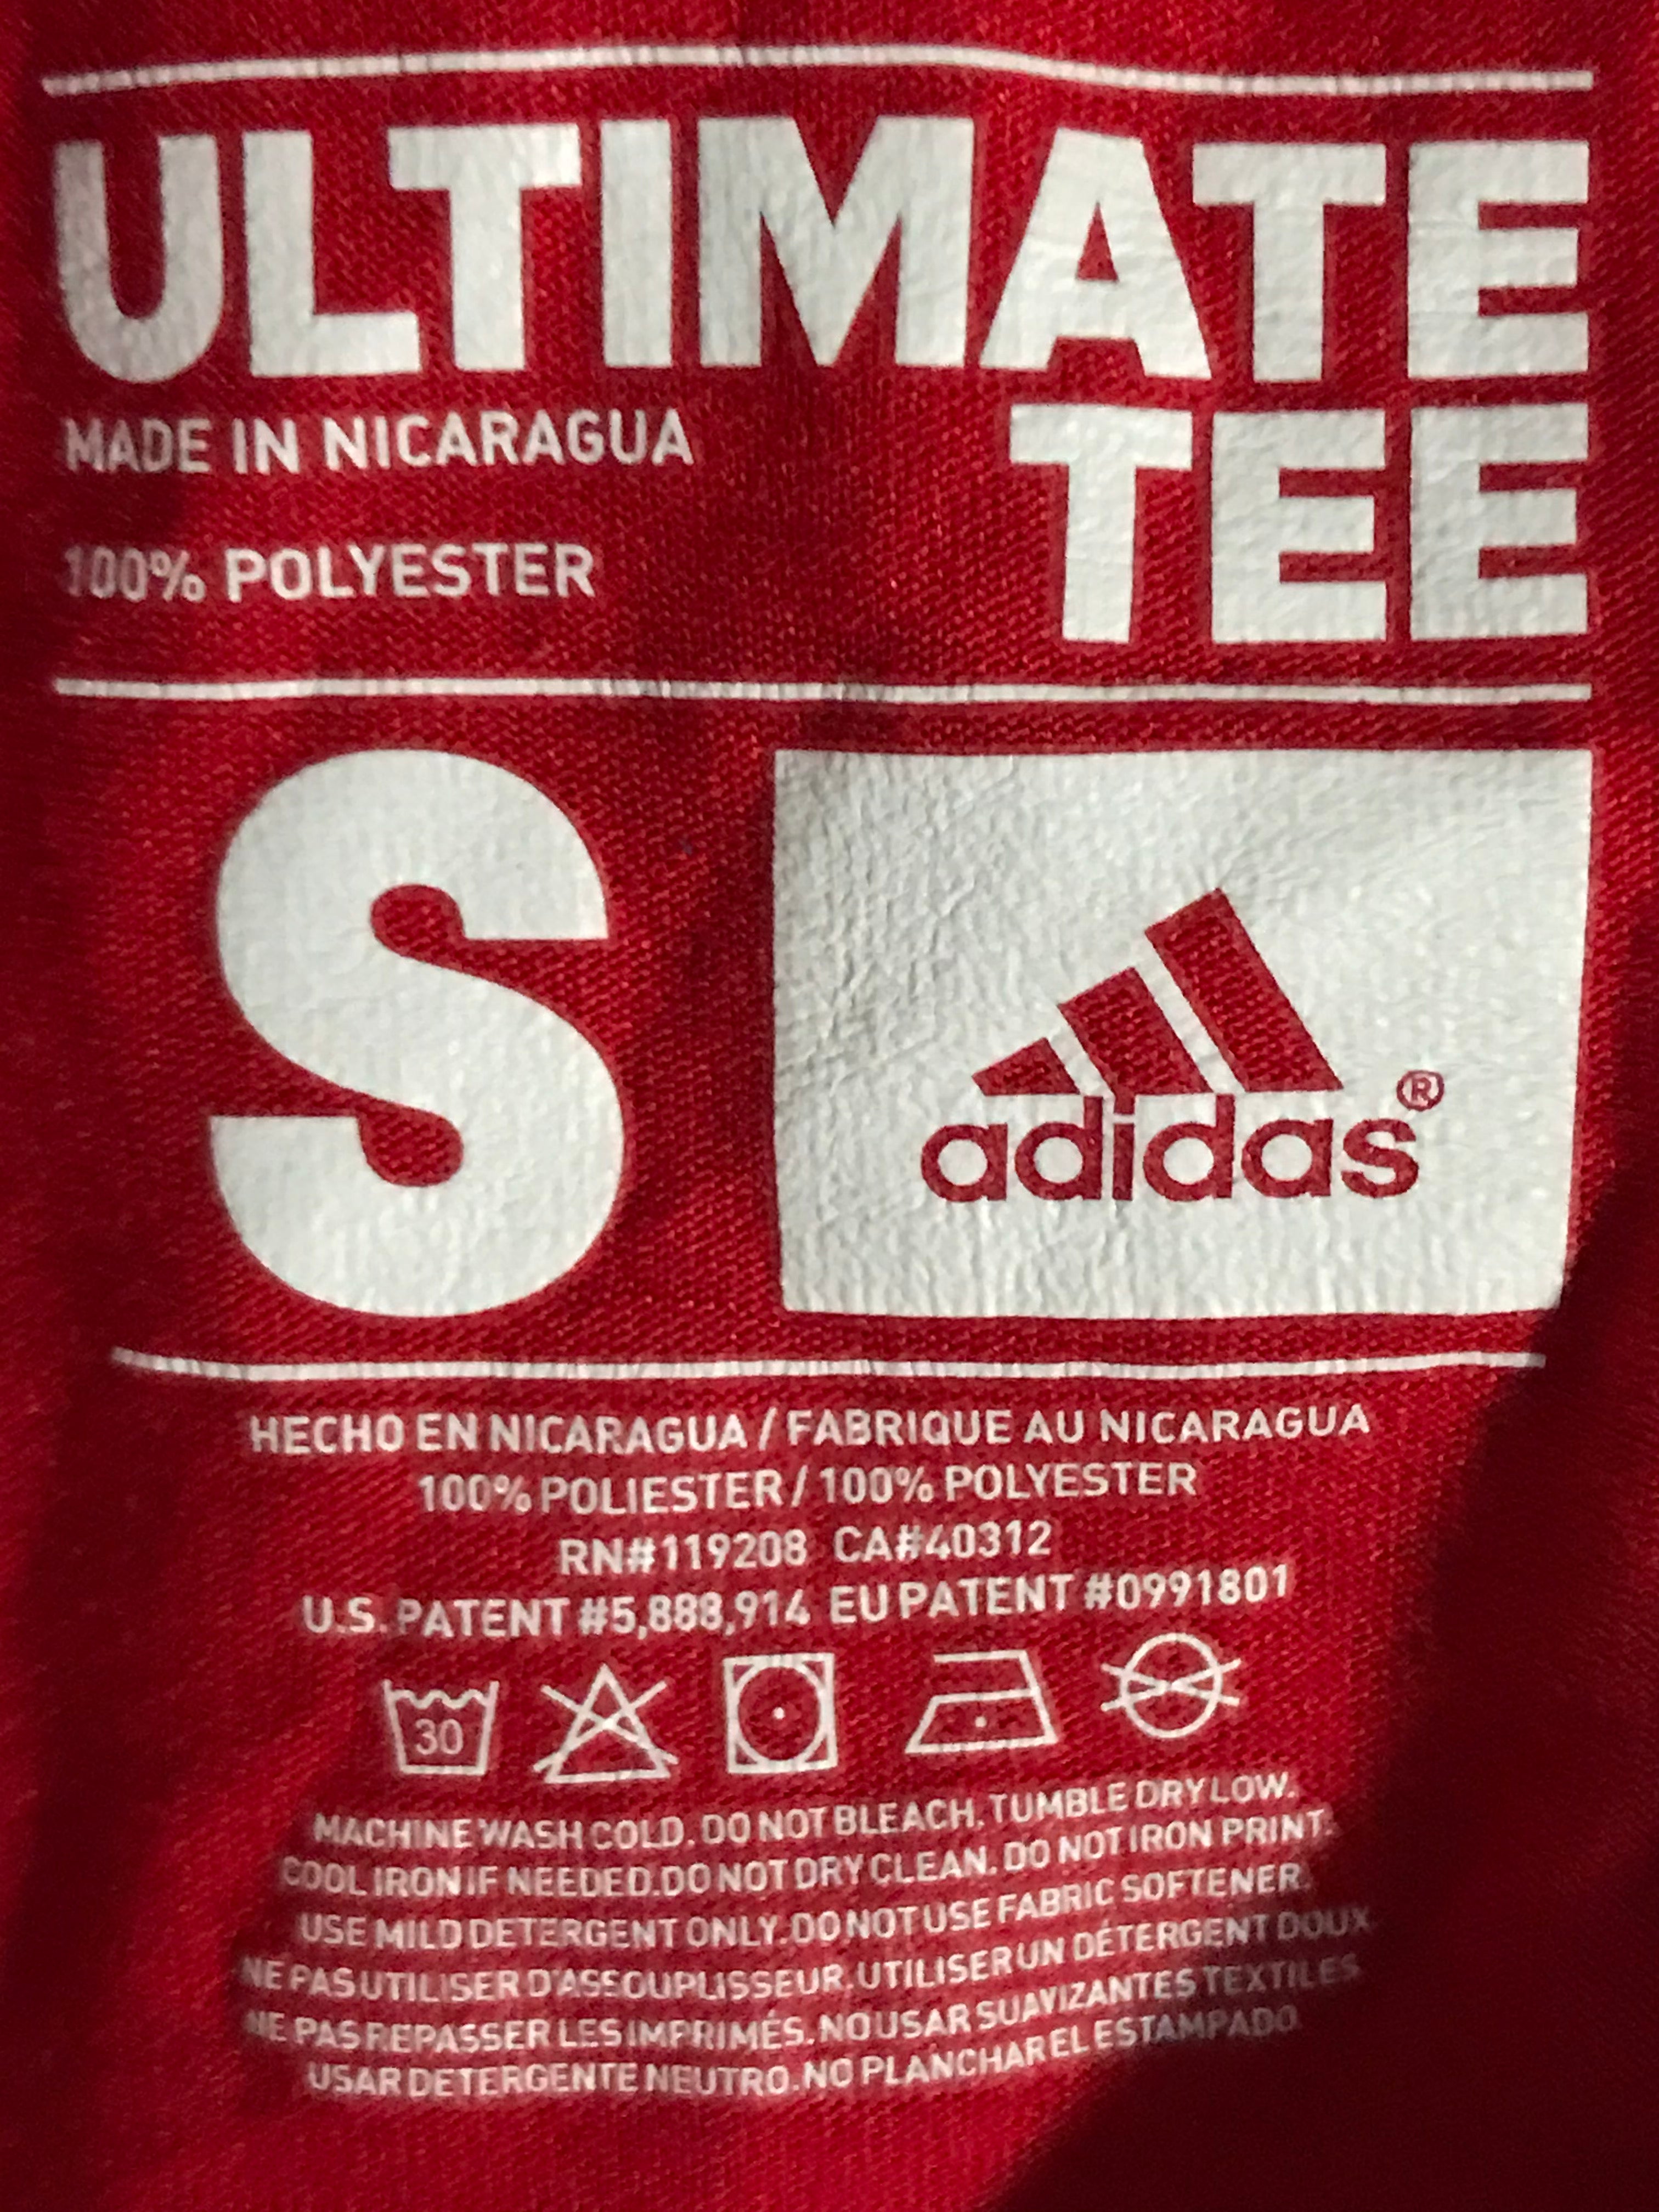 ULTIMATE
MADE IN NICARAGUA
TEE
100% POLYESTER
S
adidas®
HECHO EN NICARAGUA / FABRIQUE AU NICARAGUA
100% POLIESTER / 100% POLYESTER
RN#119208 CA#40312
U.S. PATENT #5,888,914 EU PATENT #0991801
30
MACHINE WASH COLD. DO NOT BLEACH. TUMBLE DRY LOW.
COOL IRON IF NEEDED. DO NOT DRY CLEAN. DO NOT IRON PRINT.
USE MILD DETERGENT ONLY. DO NOT USE FABRIC SOFTENER.
NE PAS UTILISER D'ASSOUPLISSEUR. UTILISER UN DÉTERGENT DOUX.
NE PAS REPASSER LES IMPRIMÉS. NO USAR SUAVIZANTES TEXTILES.
USAR DETERGENTE NEUTRO. NO PLANCHAR EL ESTAMPADO.